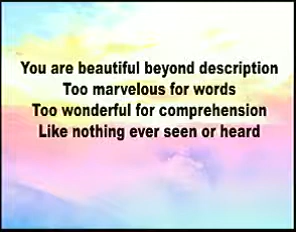 You are beautiful beyond description
Too marvelous for words
Too wonderful for comprehension
Like nothing ever seen or heard